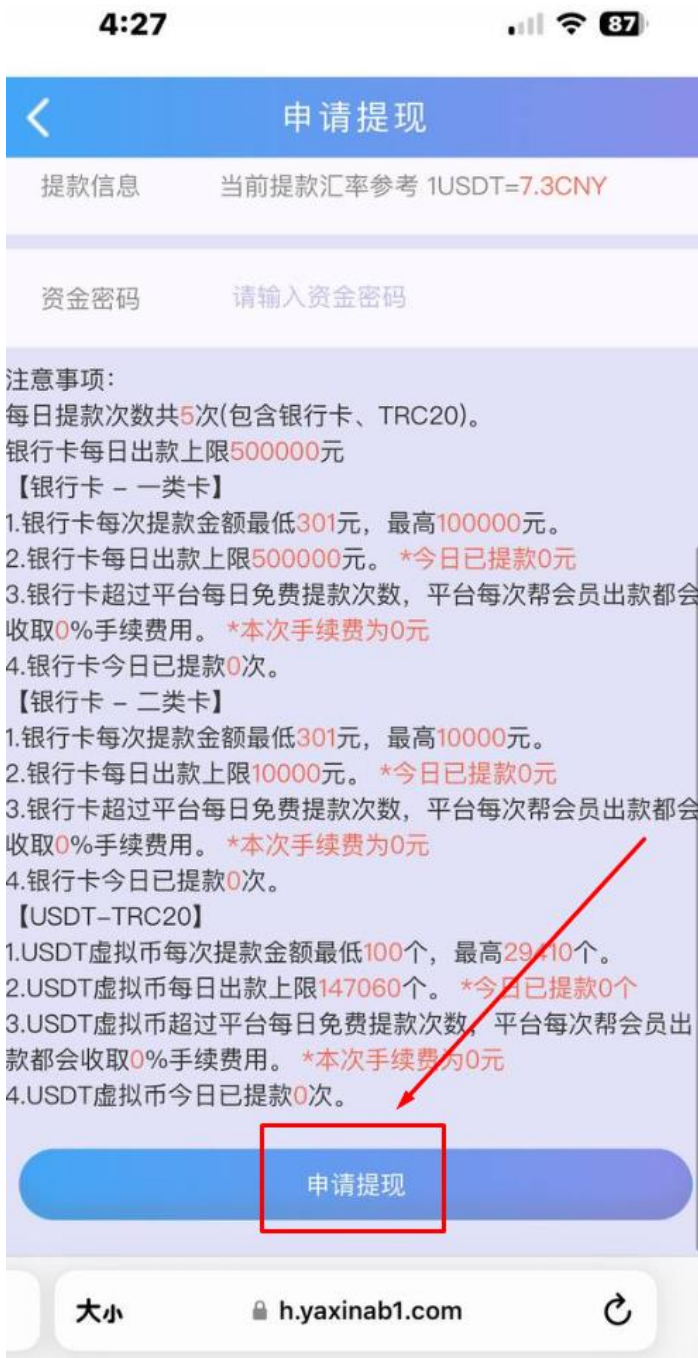 4:27
87
申请提现
提款信息 当前提款汇率参考 1USDT=7.3CNY
资金密码 请输入资金密码
注意事项：
每日提款次数共5次(包含银行卡、TRC20)。
银行卡每日出款上限500000元
【银行卡 – 一类卡】
1.银行卡每次提款金额最低301元，最高100000元。
2.银行卡每日出款上限500000元。 *今日已提款0元
3.银行卡超过平台每日免费提款次数，平台每次帮会员出款都会
收取0%手续费用。 *本次手续费为0元
4.银行卡今日已提款0次。
【银行卡 – 二类卡】
1.银行卡每次提款金额最低301元，最高10000元。
2.银行卡每日出款上限10000元。 *今日已提款0元
3.银行卡超过平台每日免费提款次数，平台每次帮会员出款都会
收取0%手续费用。 *本次手续费为0元
4.银行卡今日已提款0次。
【USDT–TRC20】
1.USDT虚拟币每次提款金额最低100个，最高29410个。
2.USDT虚拟币每日出款上限147060个。 *今日已提款0个
3.USDT虚拟币超过平台每日免费提款次数，平台每次帮会员出
款都会收取0%手续费用。 *本次手续费为0元
4.USDT虚拟币今日已提款0次。
申请提现
大小 h.yaxinab1.com